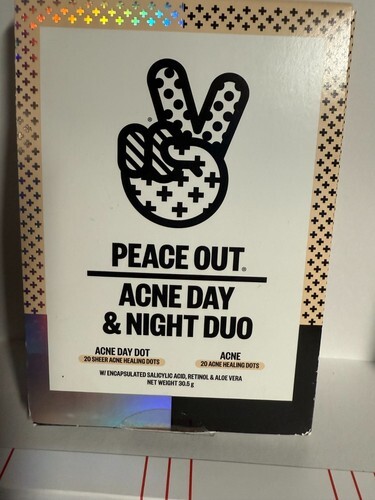 ®
PEACE OUT®
ACNE DAY
& NIGHT DUO
ACNE DAY DOT
20 SHEER ACNE HEALING DOTS
ACNE
20 ACNE HEALING DOTS
W/ ENCAPSULATED SALICYLIC ACID, RETINOL & ALOE VERA
NET WEIGHT 30.5 g